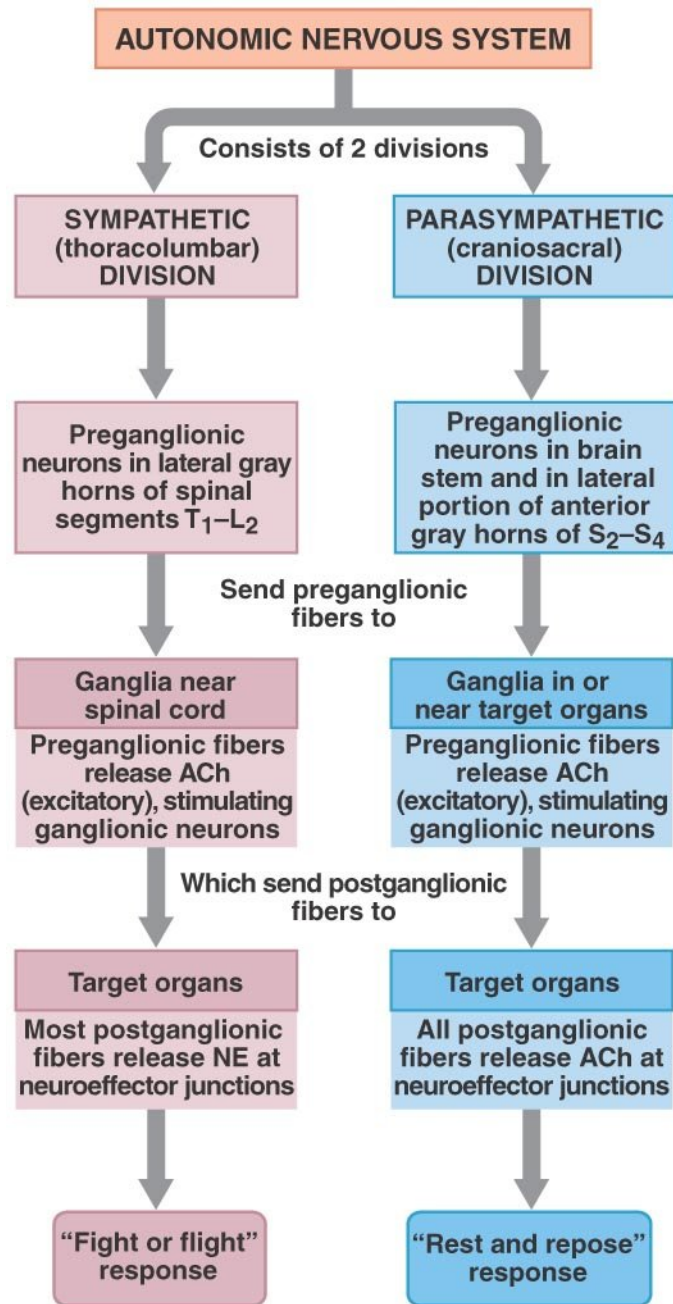 AUTONOMIC NERVOUS SYSTEM
Consists of 2 divisions
SYMPATHETIC
(thoracolumbar)
DIVISION
PARASYMPATHETIC
(craniosacral)
DIVISION
Preganglionic
neurons in lateral gray
horns of spinal
segments T₁–L₂
Preganglionic
neurons in brain
stem and in lateral
portion of anterior
gray horns of S₂–S₄
Send preganglionic
fibers to
Ganglia near
spinal cord
Preganglionic fibers
release ACh
(excitatory), stimulating
ganglionic neurons
Ganglia in or
near target organs
Preganglionic fibers
release ACh
(excitatory), stimulating
ganglionic neurons
Which send postganglionic
fibers to
Target organs
Most postganglionic
fibers release NE at
neuroeffector junctions
Target organs
All postganglionic
fibers release ACh at
neuroeffector junctions
“Fight or flight”
response
“Rest and repose”
response